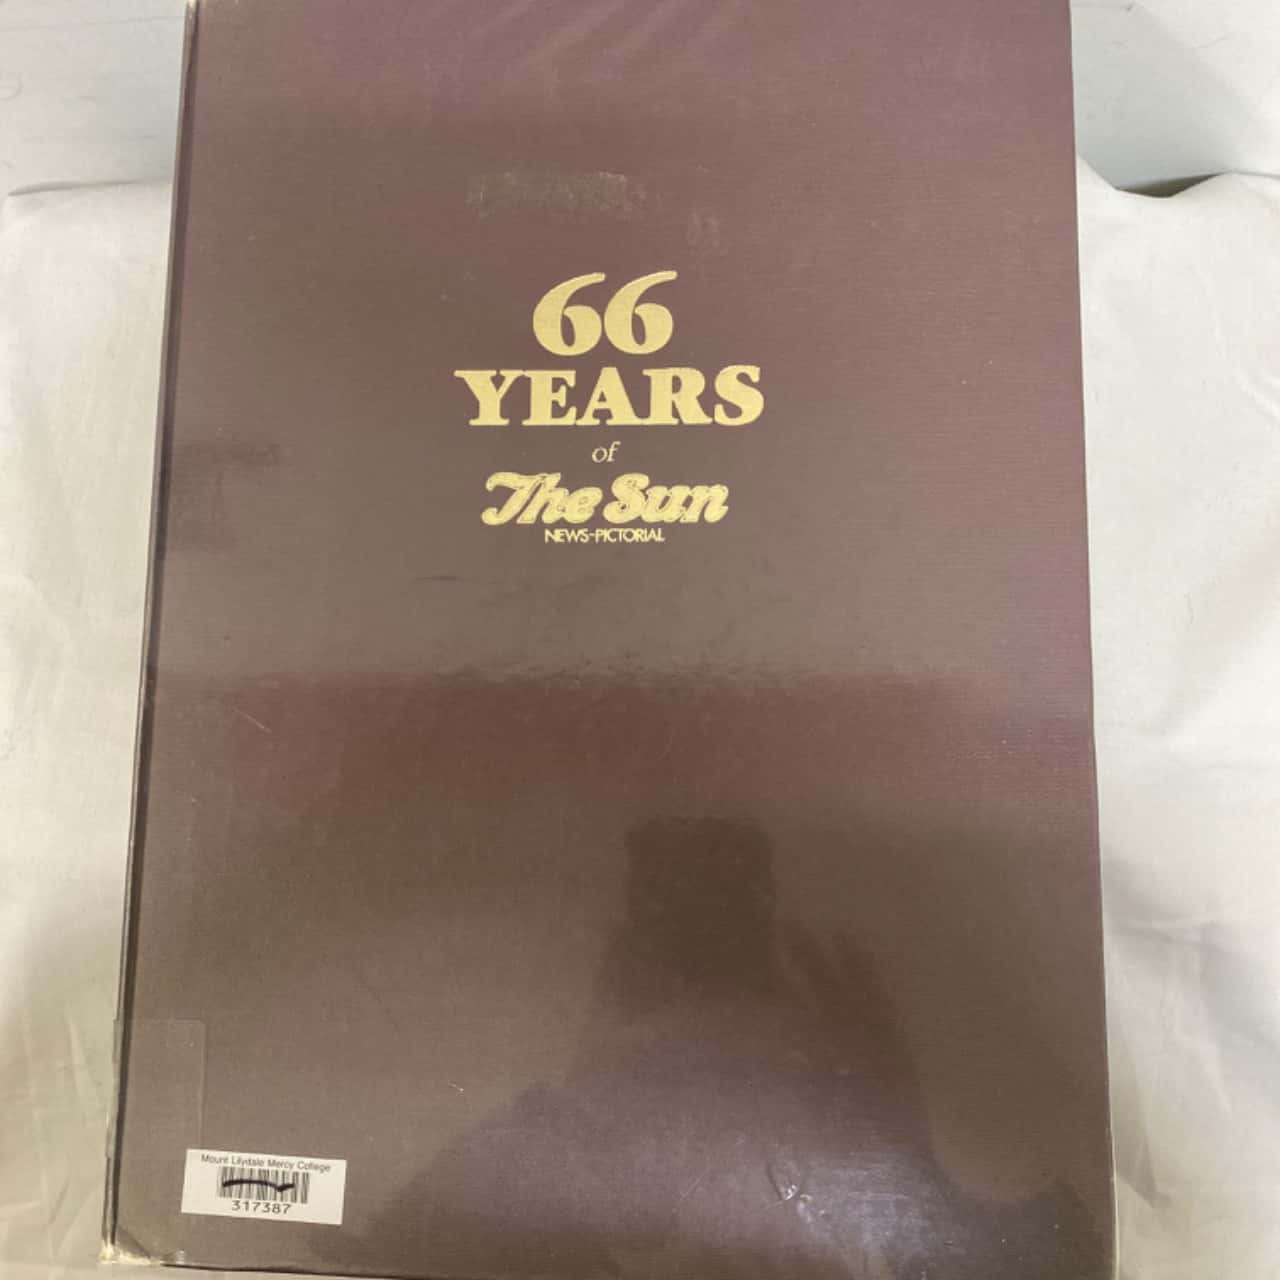 66
YEARS
of
The Sun
NEWS-PICTORIAL
Mount Lilydale Mercy College
317387